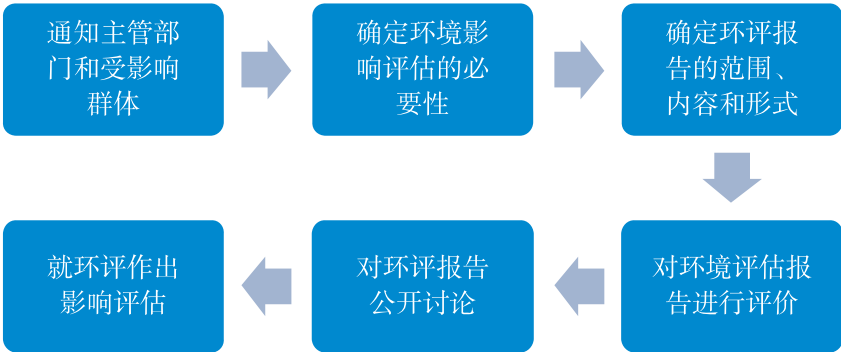 通知主管部
门和受影响
群体
确定环境影
响评估的必
要性
确定环评报
告的范围、
内容和形式
对环境评估报
告进行评价
对环评报告
公开讨论
就环评作出
影响评估